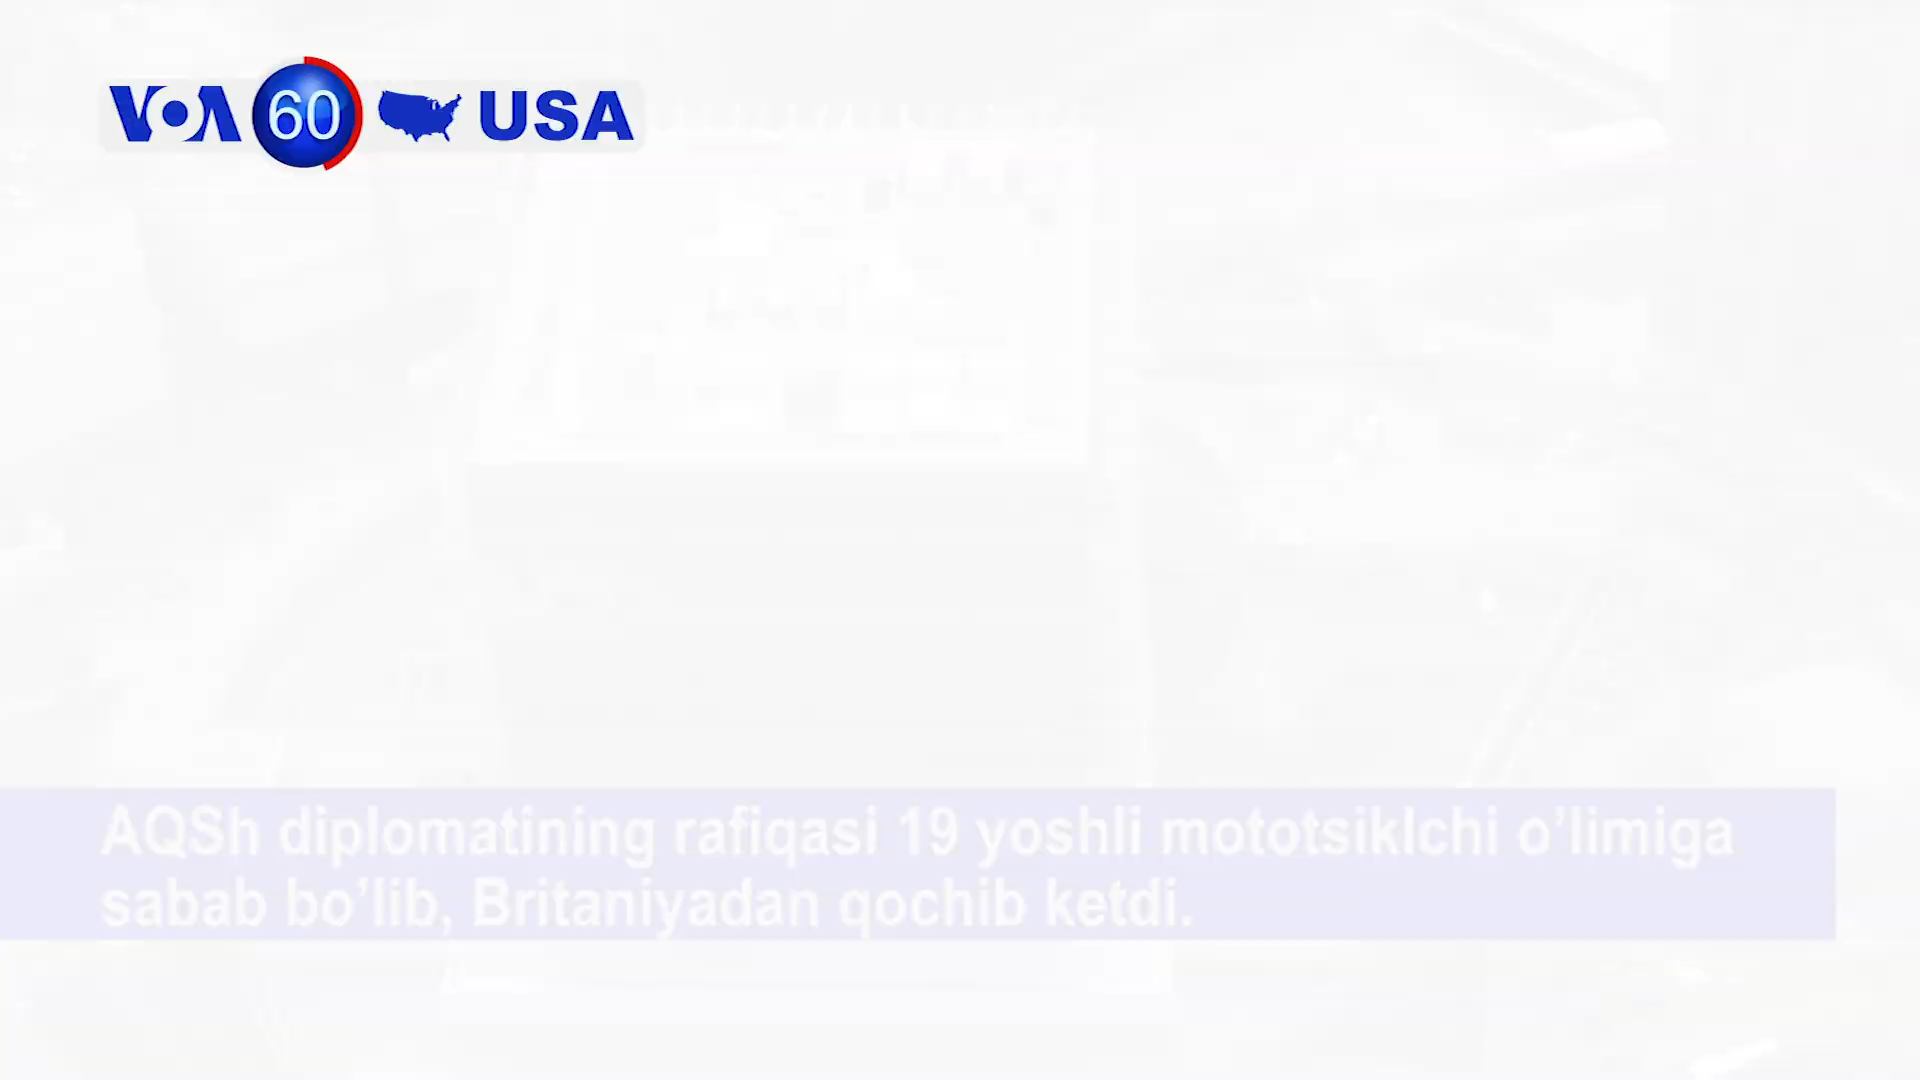 VOA 60 USA
AQSh diplomatining rafiqasi 19 yoshli mototsiklchi o’limiga
sabab bo’lib, Britaniyadan qochib ketdi.